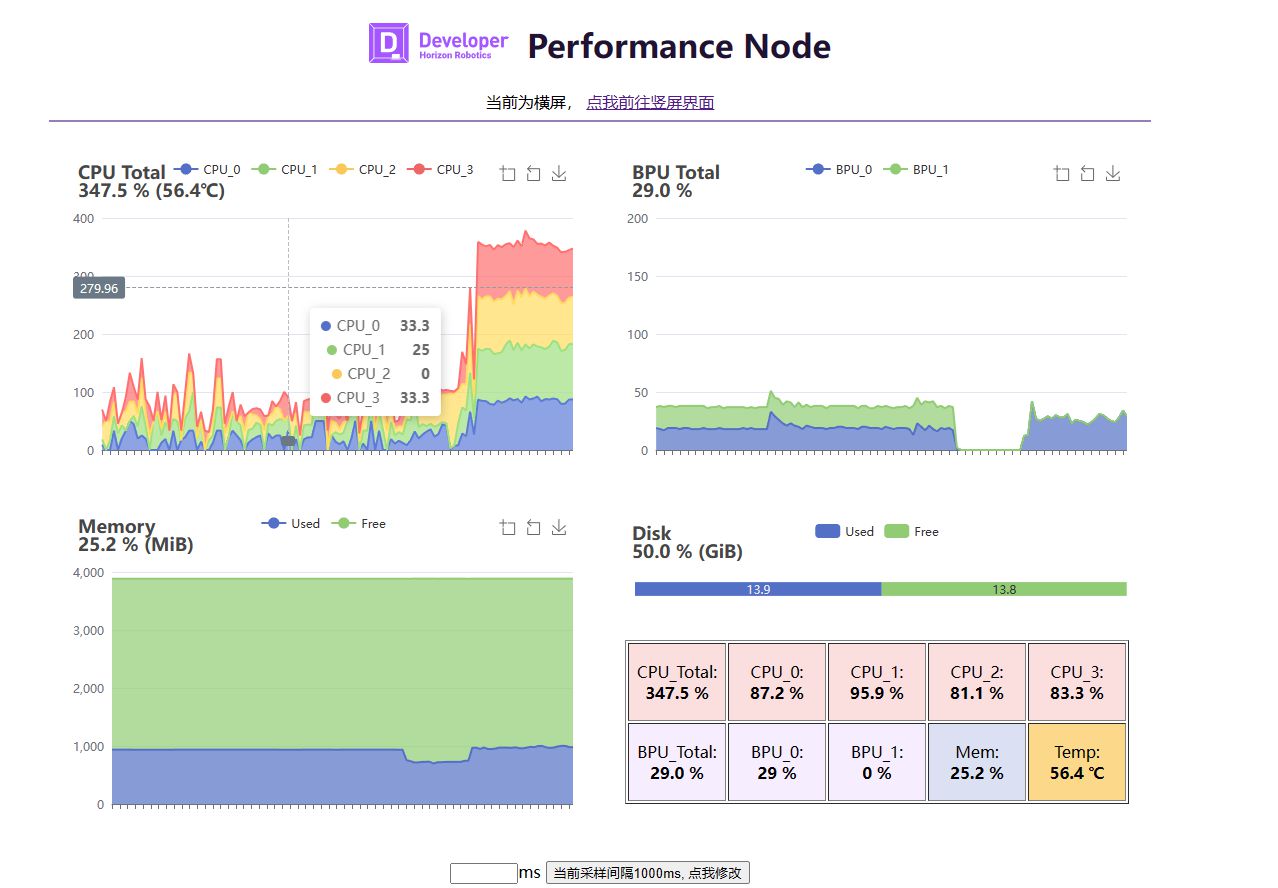 D Developer
Horizon Robotics
Performance Node
当前为横屏， 点我前往竖屏界面
CPU Total
347.5 % (56.4℃)
CPU_0 CPU_1 CPU_2 CPU_3
400
300
279.96
200
100
0
CPU_0 33.3
CPU_1 25
CPU_2 0
CPU_3 33.3
BPU Total
29.0 %
BPU_0 BPU_1
200
150
100
50
0
Memory
25.2 % (MiB)
Used Free
4,000
3,000
2,000
1,000
0
Disk
50.0 % (GiB)
Used Free
13.9 13.8
CPU_Total: CPU_0: CPU_1: CPU_2: CPU_3:
347.5 % 87.2 % 95.9 % 81.1 % 83.3 %
BPU_Total: BPU_0: BPU_1: Mem: Temp:
29.0 % 29 % 0 % 25.2 % 56.4 ℃
ms 当前采样间隔1000ms, 点我修改